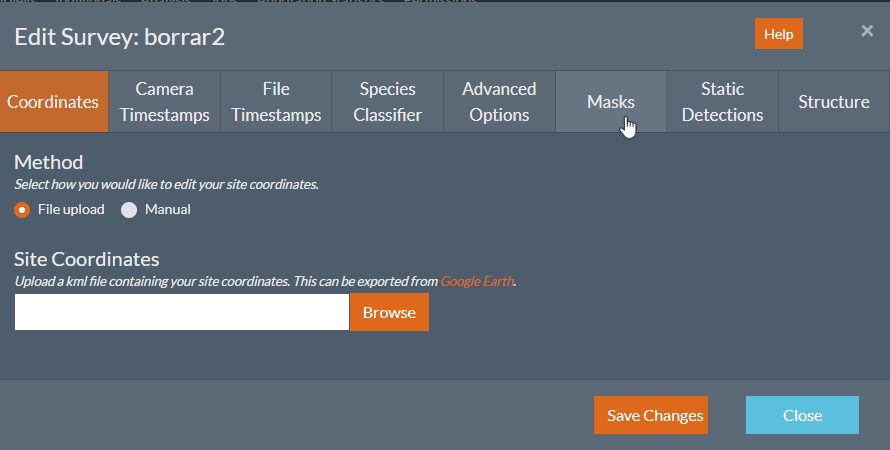 Edit Survey: borrar2
Help
×
Coordinates
Camera
Timestamps
File
Timestamps
Species
Classifier
Advanced
Options
Masks
Static
Detections
Structure
Method
Select how you would like to edit your site coordinates.
File upload Manual
Site Coordinates
Upload a kml file containing your site coordinates. This can be exported from Google Earth.
Browse
Save Changes Close